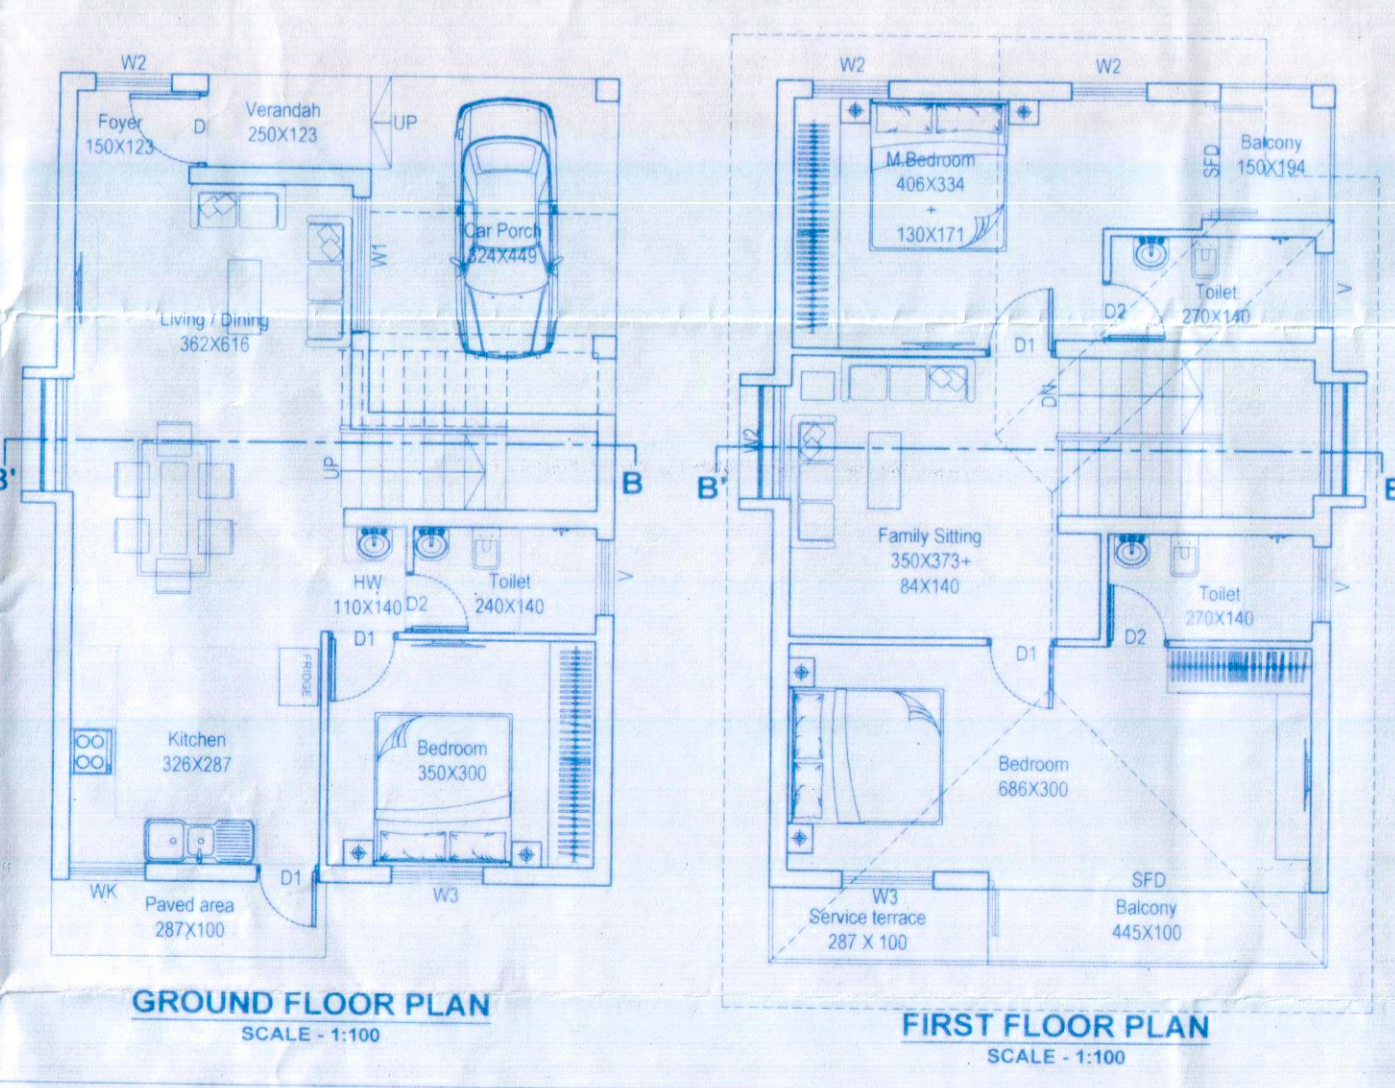 W2
Foyer
150X123
D
Verandah
250X123
UP
Car Porch
324X449
W1
Living / Dining
362X616
UP
B'
B
HW
110X140
D2
Toilet
240X140
V
D1
FRIDGE
Kitchen
326X287
Bedroom
350X300
WK
D1
W3
Paved area
287X100
GROUND FLOOR PLAN
SCALE - 1:100
W2
W2
M.Bedroom
406X334
+
130X171
SFD
Balcony
150X194
Toilet
270X140
V
D2
D1
DN
W2
B'
B
Family Sitting
350X373+
84X140
Toilet
270X140
V
D1
D2
Bedroom
686X300
W3
Service terrace
287 X 100
SFD
Balcony
445X100
FIRST FLOOR PLAN
SCALE - 1:100